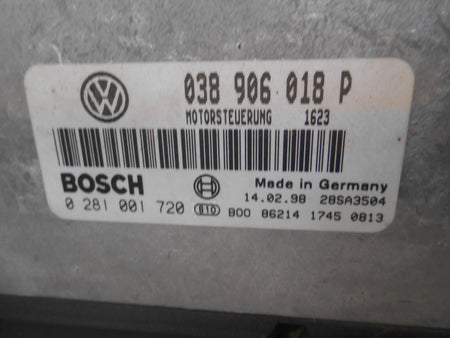 038 906 018 P
MOTORSTEUERUNG 1623
BOSCH Made in Germany
14.02.98 28SA3504
0 281 001 720 B10 B00 86214 1745 0813